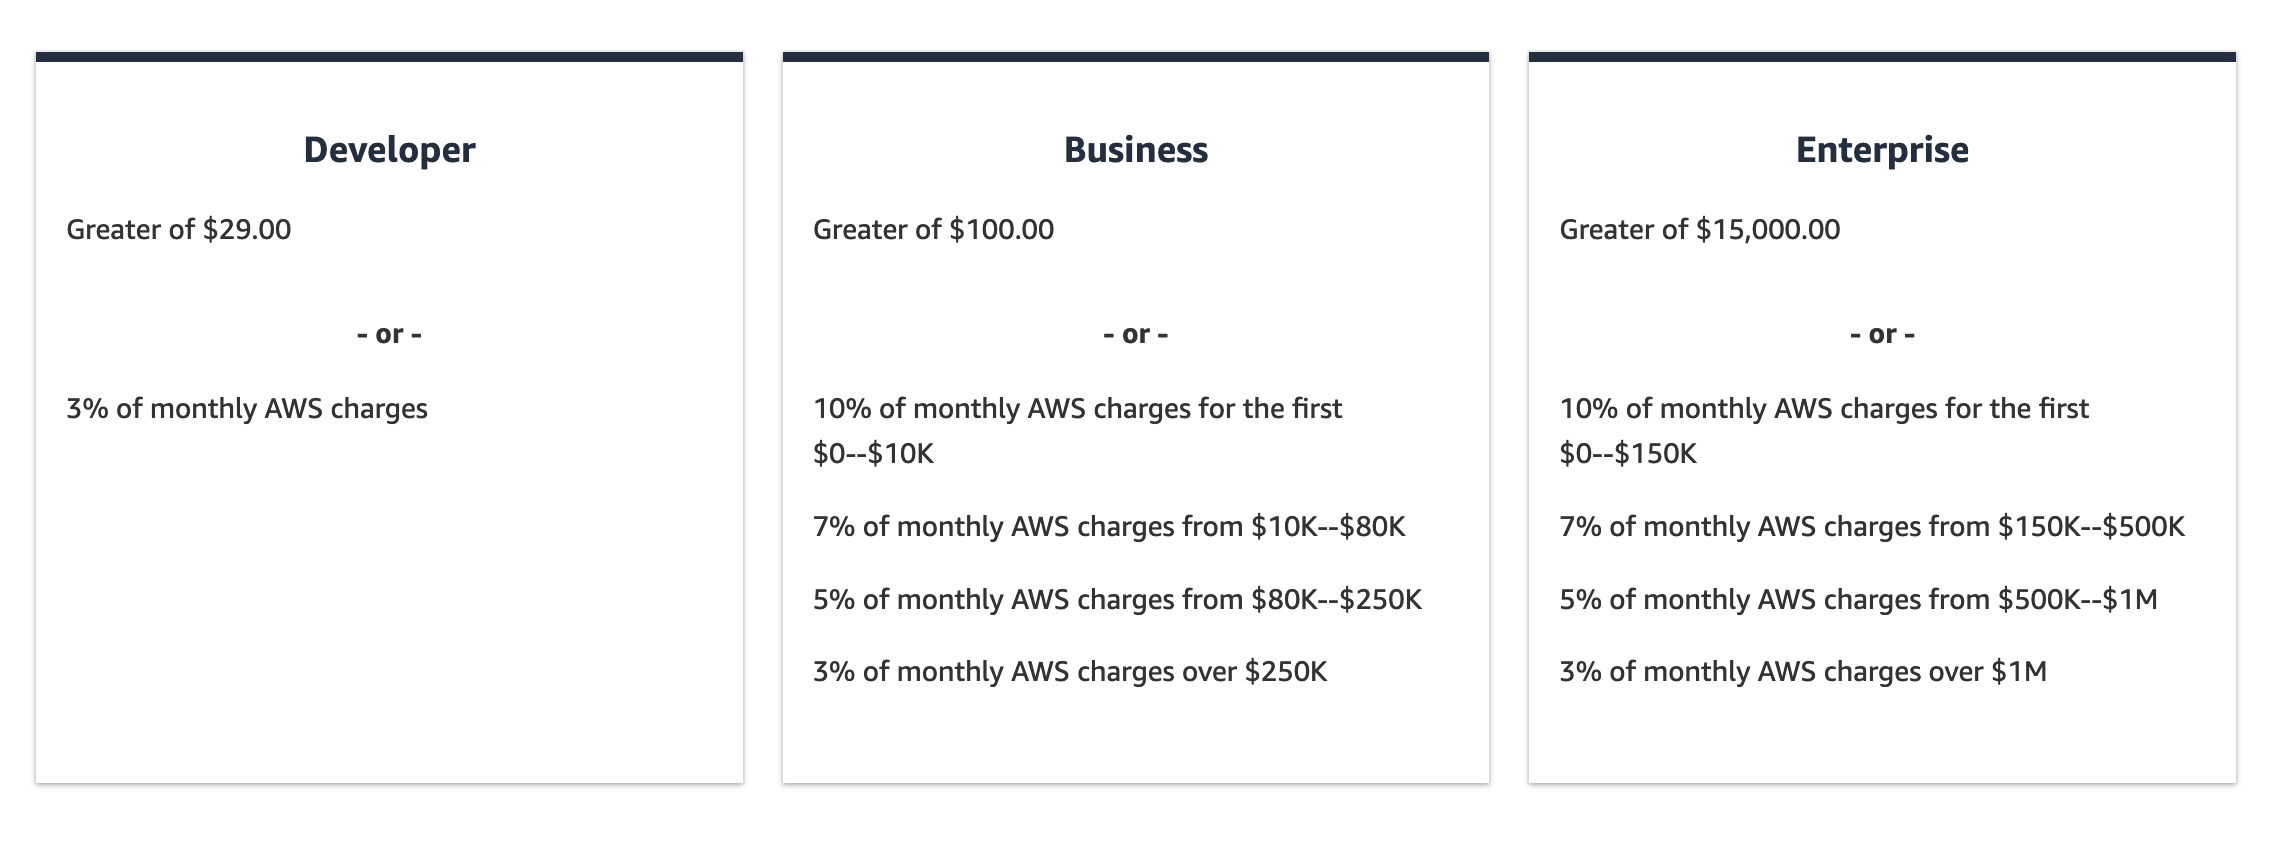 Developer
Greater of $29.00
- or -
3% of monthly AWS charges
Business
Greater of $100.00
- or -
10% of monthly AWS charges for the first
$0--$10K
7% of monthly AWS charges from $10K--$80K
5% of monthly AWS charges from $80K--$250K
3% of monthly AWS charges over $250K
Enterprise
Greater of $15,000.00
- or -
10% of monthly AWS charges for the first
$0--$150K
7% of monthly AWS charges from $150K--$500K
5% of monthly AWS charges from $500K--$1M
3% of monthly AWS charges over $1M